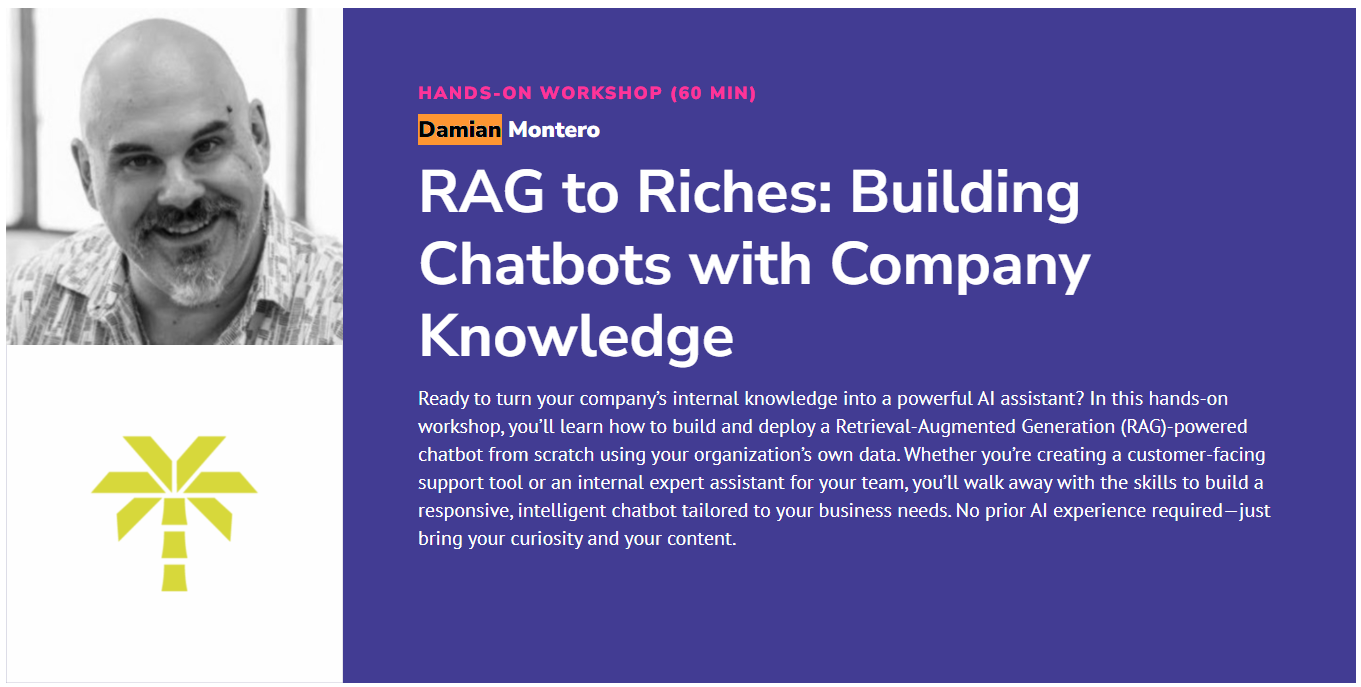 HANDS-ON WORKSHOP (60 MIN)
Damian Montero
RAG to Riches: Building
Chatbots with Company
Knowledge
Ready to turn your company’s internal knowledge into a powerful AI assistant? In this hands-on
workshop, you’ll learn how to build and deploy a Retrieval-Augmented Generation (RAG)-powered
chatbot from scratch using your organization’s own data. Whether you’re creating a customer-facing
support tool or an internal expert assistant for your team, you’ll walk away with the skills to build a
responsive, intelligent chatbot tailored to your business needs. No prior AI experience required—just
bring your curiosity and your content.